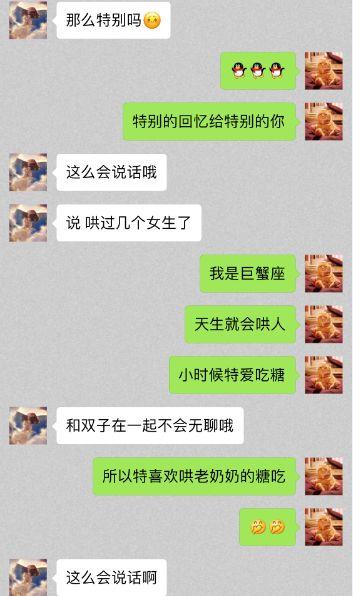 那么特别吗🥺
🐧🐧🐧
特别的回忆给特别的你
这么会说话哦
说 哄过几个女生了
我是巨蟹座
天生就会哄人
小时候特爱吃糖
和双子在一起不会无聊哦
所以特喜欢哄老奶奶的糖吃
🤣🤣
这么会说话啊